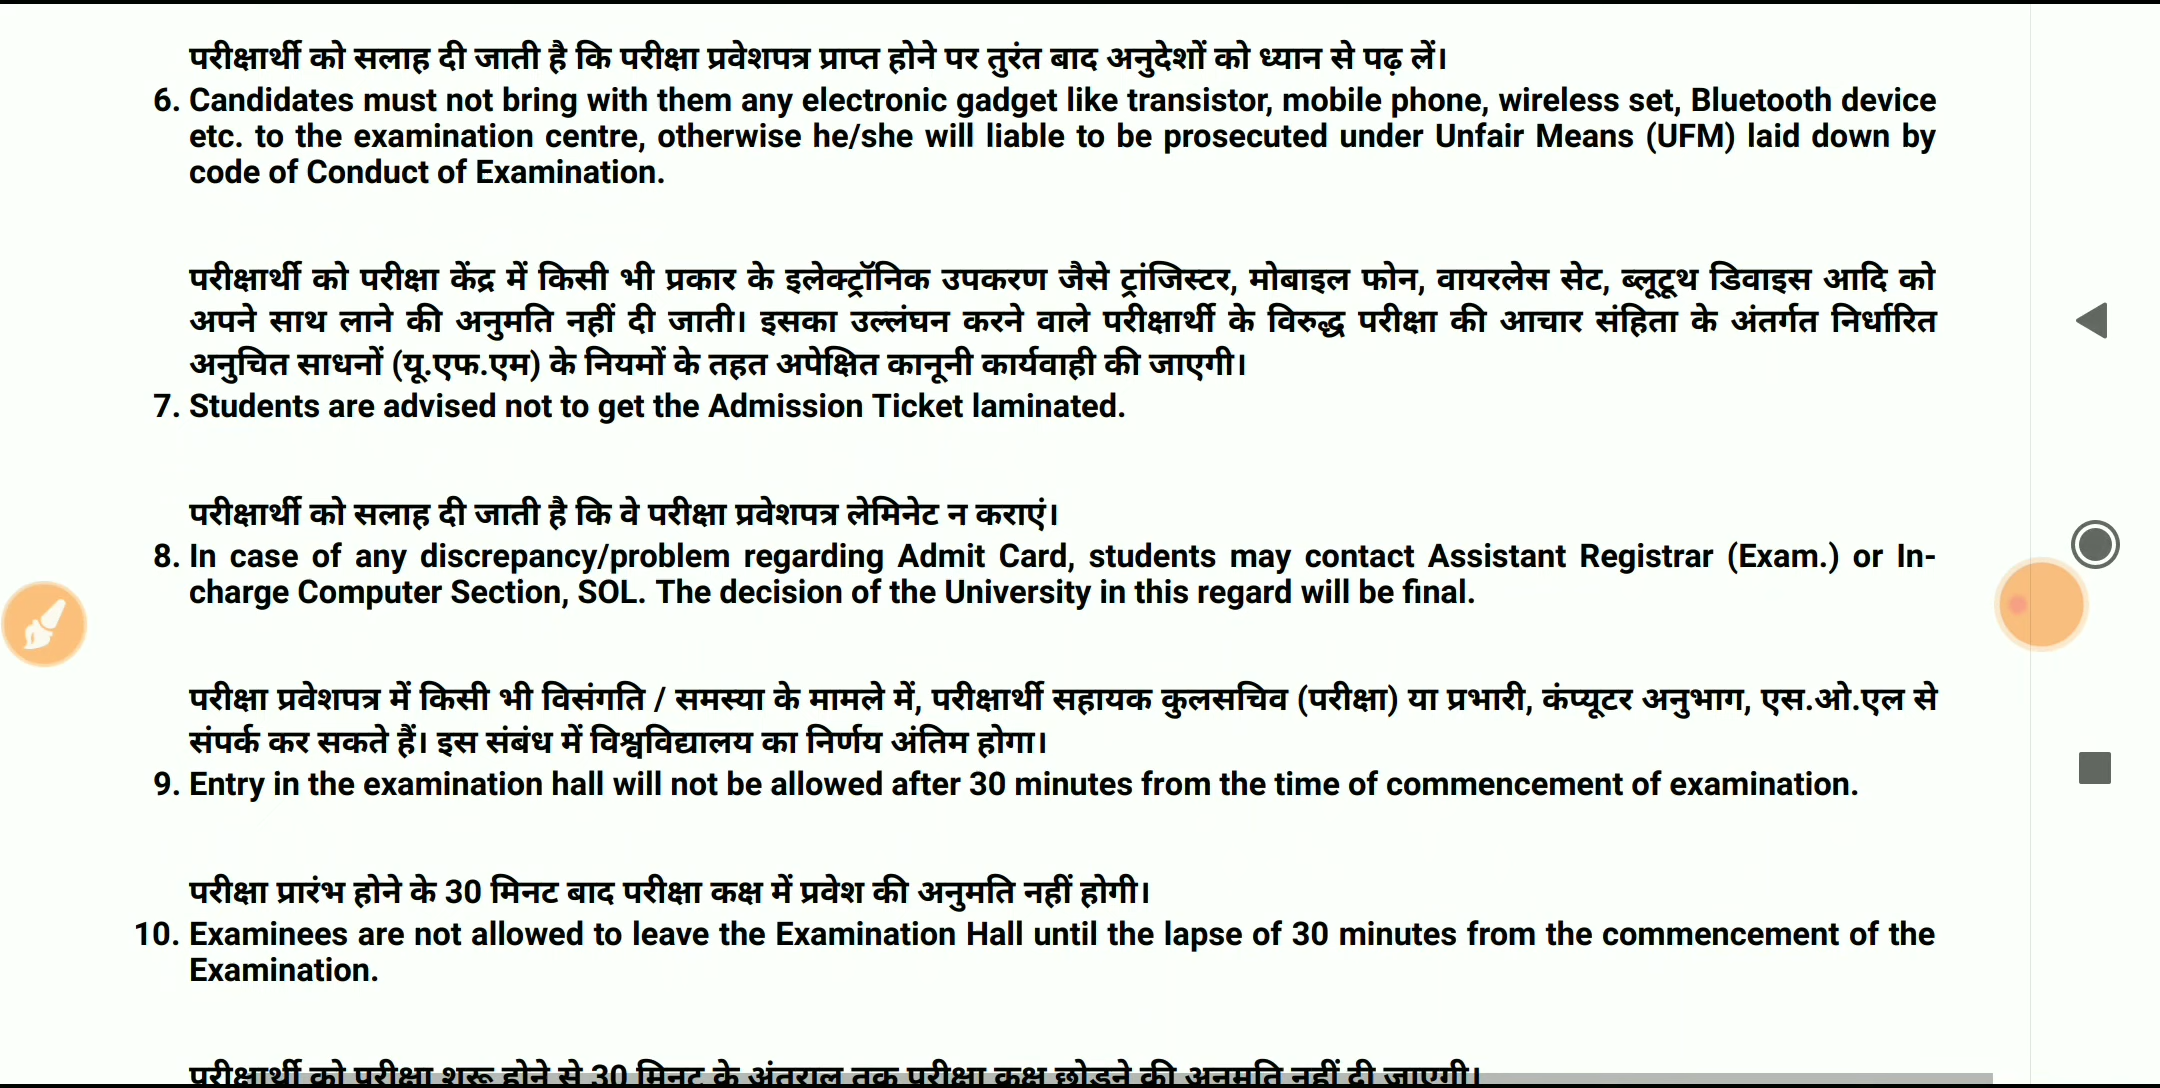 परीक्षार्थी को सलाह दी जाती है कि परीक्षा प्रवेशपत्र प्राप्त होने पर तुरंत बाद अनुदेशों को ध्यान से पढ़ लें।
6. Candidates must not bring with them any electronic gadget like transistor, mobile phone, wireless set, Bluetooth device
etc. to the examination centre, otherwise he/she will liable to be prosecuted under Unfair Means (UFM) laid down by
code of Conduct of Examination.
परीक्षार्थी को परीक्षा केंद्र में किसी भी प्रकार के इलेक्ट्रॉनिक उपकरण जैसे ट्रांजिस्टर, मोबाइल फोन, वायरलेस सेट, ब्लूटूथ डिवाइस आदि को
अपने साथ लाने की अनुमति नहीं दी जाती। इसका उल्लंघन करने वाले परीक्षार्थी के विरुद्ध परीक्षा की आचार संहिता के अंतर्गत निर्धारित
अनुचित साधनों (यू.एफ.एम) के नियमों के तहत अपेक्षित कानूनी कार्यवाही की जाएगी।
7. Students are advised not to get the Admission Ticket laminated.
परीक्षार्थी को सलाह दी जाती है कि वे परीक्षा प्रवेशपत्र लेमिनेट न कराएं।
8. In case of any discrepancy/problem regarding Admit Card, students may contact Assistant Registrar (Exam.) or In-
charge Computer Section, SOL. The decision of the University in this regard will be final.
परीक्षा प्रवेशपत्र में किसी भी विसंगति / समस्या के मामले में, परीक्षार्थी सहायक कुलसचिव (परीक्षा) या प्रभारी, कंप्यूटर अनुभाग, एस.ओ.एल से
संपर्क कर सकते हैं। इस संबंध में विश्वविद्यालय का निर्णय अंतिम होगा।
9. Entry in the examination hall will not be allowed after 30 minutes from the time of commencement of examination.
परीक्षा प्रारंभ होने के 30 मिनट बाद परीक्षा कक्ष में प्रवेश की अनुमति नहीं होगी।
10. Examinees are not allowed to leave the Examination Hall until the lapse of 30 minutes from the commencement of the
Examination.
परीक्षार्थी को परीक्षा शुरू होने से 30 मिनट के अंतराल तक परीक्षा कक्ष छोड़ने की अनुमति नहीं दी जाएगी।